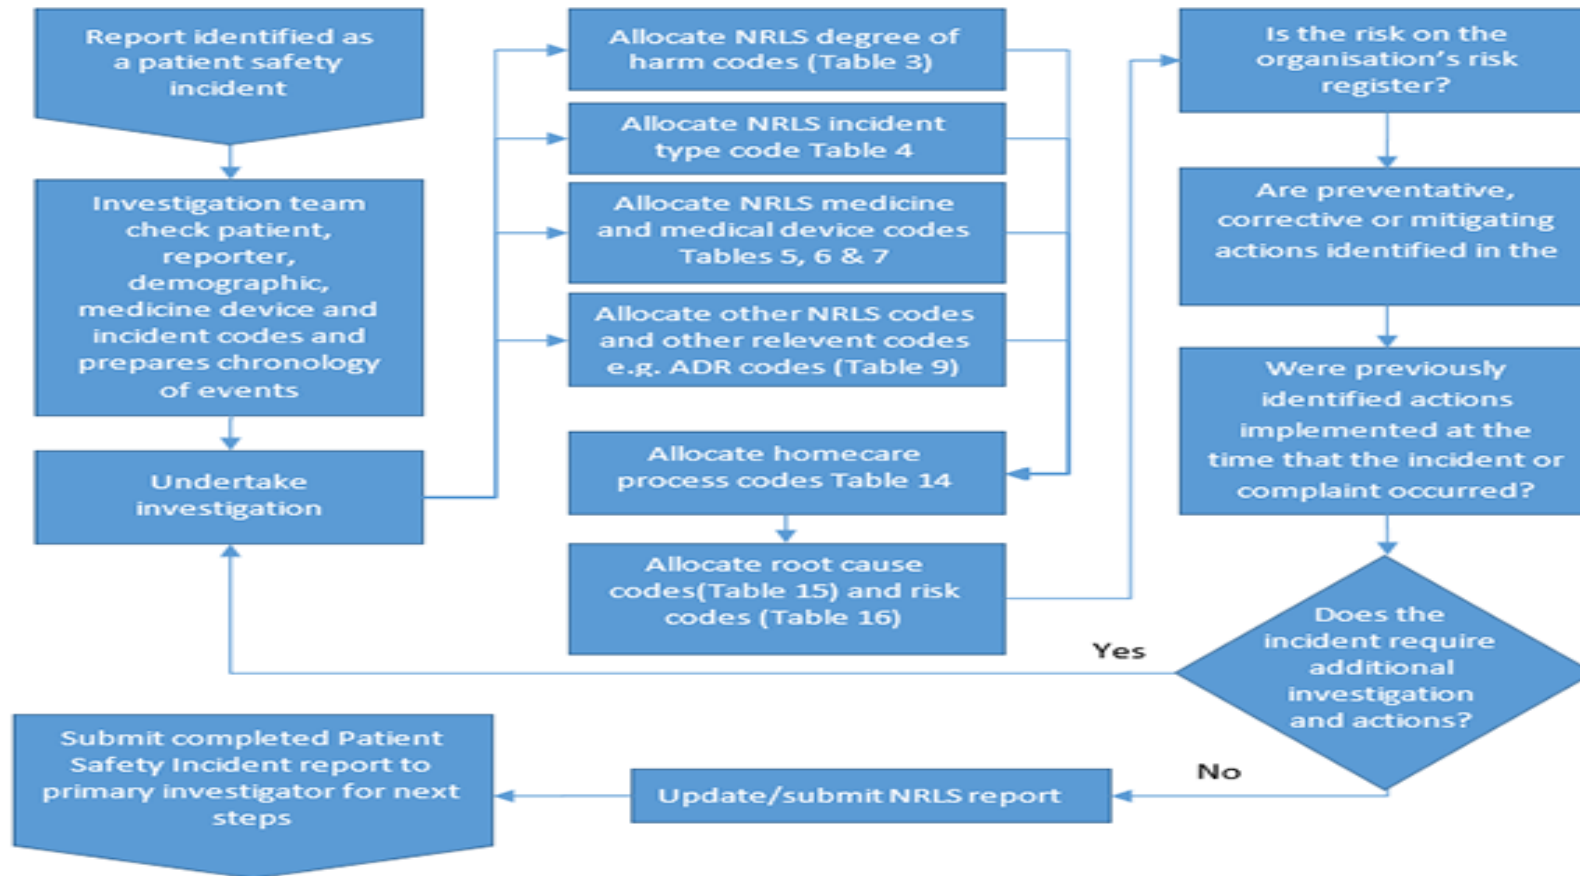 Report identified as
a patient safety
incident
Investigation team
check patient,
reporter,
demographic,
medicine device and
incident codes and
prepares chronology
of events
Undertake
investigation
Allocate NRLS degree of
harm codes (Table 3)
Allocate NRLS incident
type code Table 4
Allocate NRLS medicine
and medical device codes
Tables 5, 6 & 7
Allocate other NRLS codes
and other relevent codes
e.g. ADR codes (Table 9)
Allocate homecare
process codes Table 14
Allocate root cause
codes(Table 15) and risk
codes (Table 16)
Is the risk on the
organisation's risk
register?
Are preventative,
corrective or mitigating
actions identified in the
Were previously
identified actions
implemented at the
time that the incident or
complaint occurred?
Does the
incident require
additional
investigation
and actions?
Yes
No
Update/submit NRLS report
Submit completed Patient
Safety Incident report to
primary investigator for next
steps